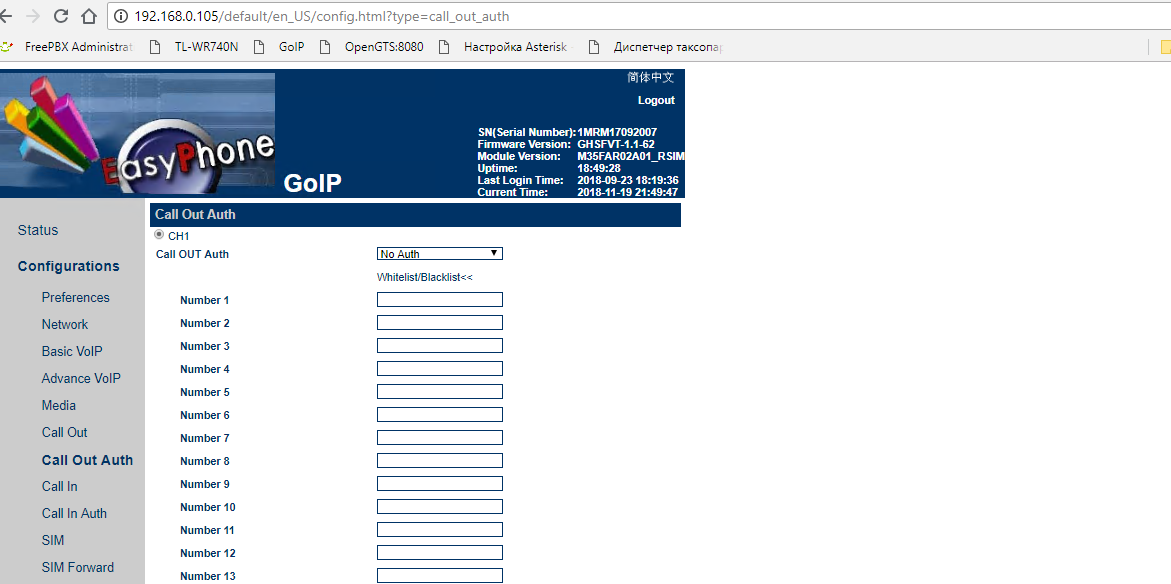 192.168.0.105/default/en_US/config.html?type=call_out_auth
FreePBX Administrat TL-WR740N GoIP OpenGTS:8080 Настройка Asterisk Диспетчер таксопар
简体中文
Logout
EasyPhone
GoIP
SN(Serial Number): 1MRM17092007
Firmware Version: GHSFVT-1.1-62
Module Version: M35FAR02A01_RSIM
Uptime: 18:49:28
Last Login Time: 2018-09-23 18:19:36
Current Time: 2018-11-19 21:49:47
Status
Configurations
Preferences
Network
Basic VoIP
Advance VoIP
Media
Call Out
Call Out Auth
Call In
Call In Auth
SIM
SIM Forward
Call Out Auth
CH1
Call OUT Auth No Auth
Whitelist/Blacklist<<
Number 1
Number 2
Number 3
Number 4
Number 5
Number 6
Number 7
Number 8
Number 9
Number 10
Number 11
Number 12
Number 13